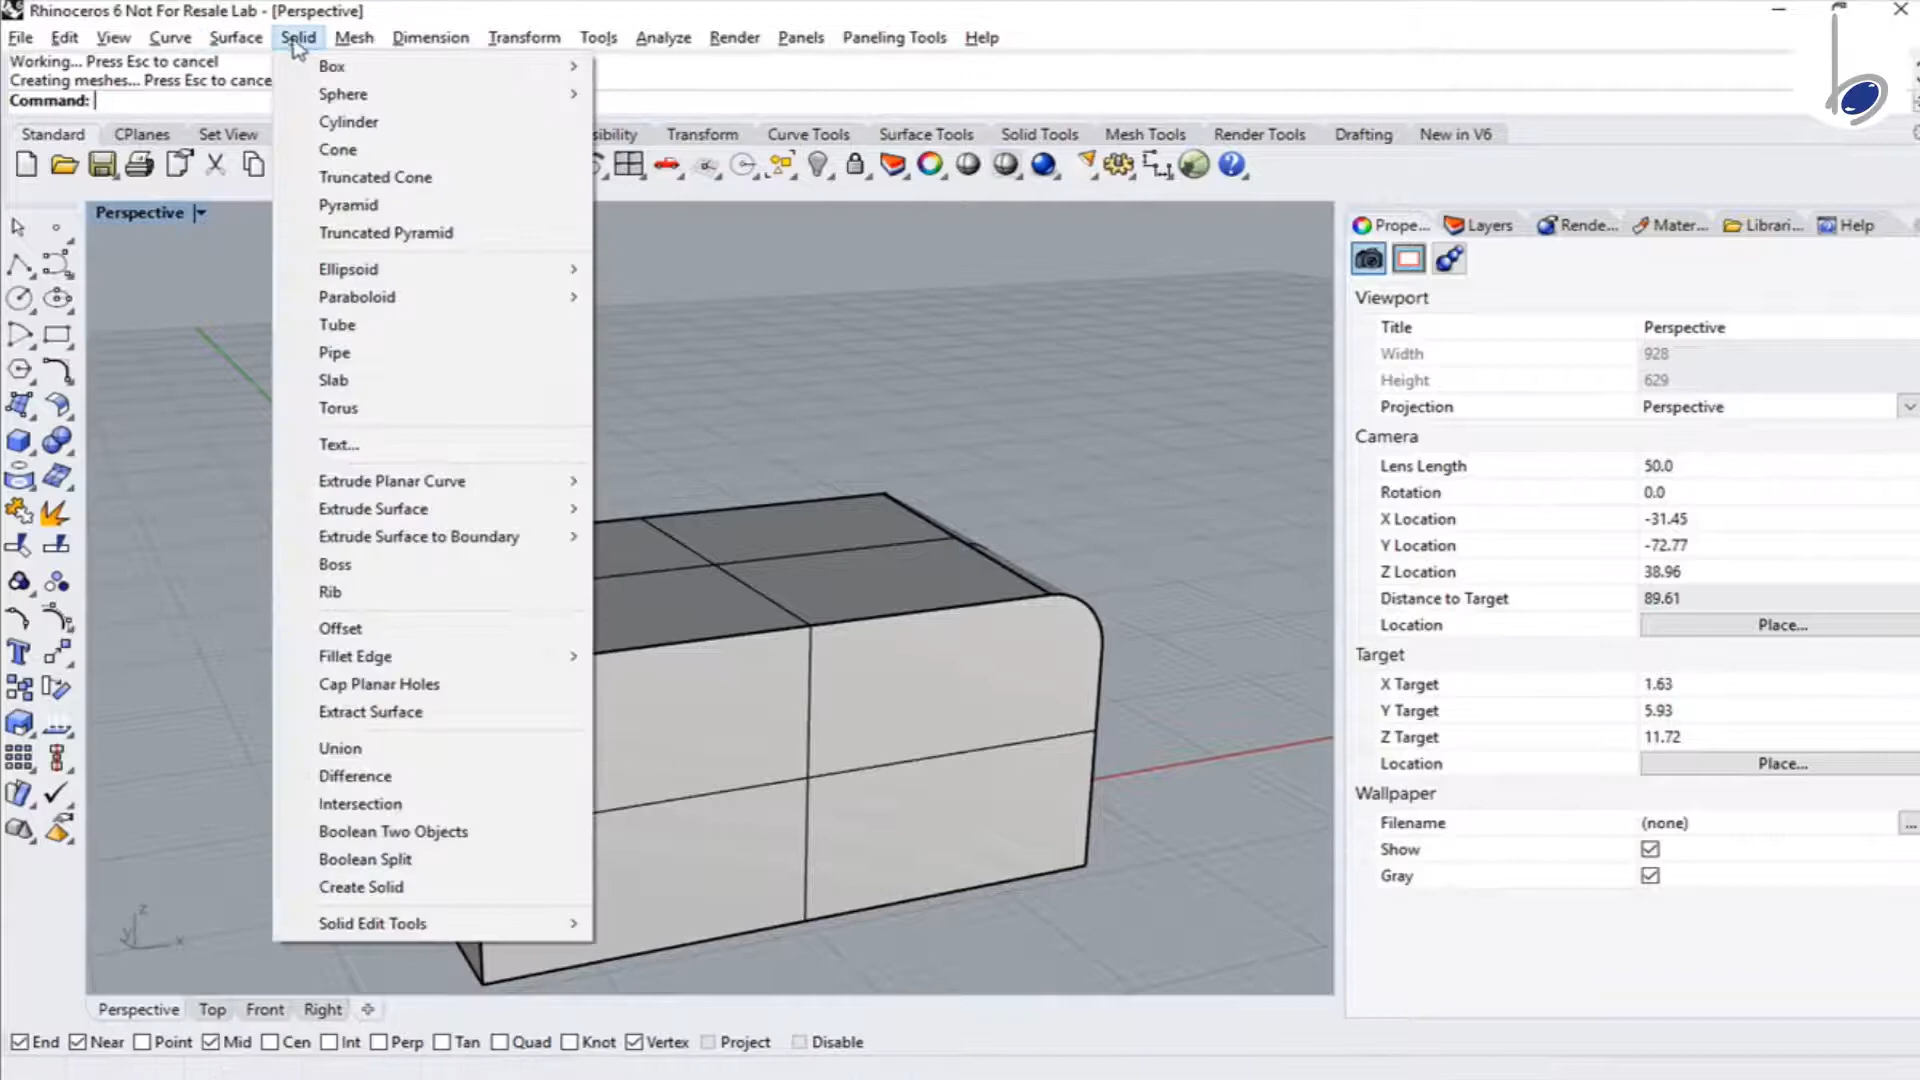 Rhinoceros 6 Not For Resale Lab - [Perspective]
File Edit View Curve Surface Solid Mesh Dimension Transform Tools Analyze Render Panels Paneling Tools Help
Working... Press Esc to cancel
Creating meshes... Press Esc to cance
Command:
Standard CPlanes Set View sibility Transform Curve Tools Surface Tools Solid Tools Mesh Tools Render Tools Drafting New in V6
Box
Sphere
Cylinder
Cone
Truncated Cone
Pyramid
Truncated Pyramid
Ellipsoid
Paraboloid
Tube
Pipe
Slab
Torus
Text...
Extrude Planar Curve
Extrude Surface
Extrude Surface to Boundary
Boss
Rib
Offset
Fillet Edge
Cap Planar Holes
Extract Surface
Union
Difference
Intersection
Boolean Two Objects
Boolean Split
Create Solid
Solid Edit Tools
Perspective
z
y x
Prope... Layers Rende... Mater... Librari... Help
Viewport
Title Perspective
Width 928
Height 629
Projection Perspective
Camera
Lens Length 50.0
Rotation 0.0
X Location -31.45
Y Location -72.77
Z Location 38.96
Distance to Target 89.61
Location Place...
Target
X Target 1.63
Y Target 5.93
Z Target 11.72
Location Place...
Wallpaper
Filename (none) ...
Show
Gray
Perspective Top Front Right
End Near Point Mid Cen Int Perp Tan Quad Knot Vertex Project Disable